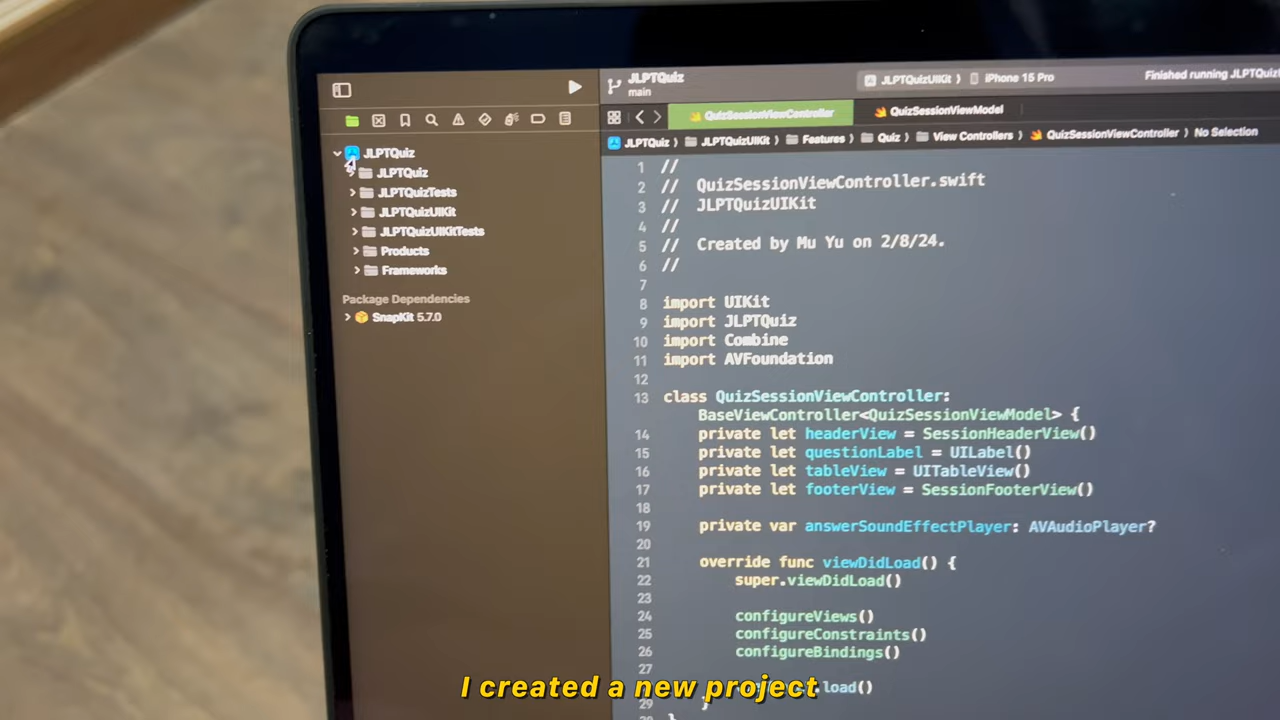 JLPTQuiz
main
JLPTQuizUIKit
iPhone 15 Pro
Finished running JLPTQuiz
QuizSessionViewController
QuizSessionViewModel
JLPTQuiz
JLPTQuizUIKit
Features
Quiz
View Controllers
QuizSessionViewController
No Selection
JLPTQuiz
JLPTQuiz
JLPTQuizTests
JLPTQuizUIKit
JLPTQuizUIKitTests
Products
Frameworks
Package Dependencies
SnapKit 5.7.0
1 //
2 // QuizSessionViewController.swift
3 // JLPTQuizUIKit
4 //
5 // Created by Mu Yu on 2/8/24.
6 //
7
8 import UIKit
9 import JLPTQuiz
10 import Combine
11 import AVFoundation
12
13 class QuizSessionViewController:
BaseViewController<QuizSessionViewModel> {
14 private let headerView = SessionHeaderView()
15 private let questionLabel = UILabel()
16 private let tableView = UITableView()
17 private let footerView = SessionFooterView()
18
19 private var answerSoundEffectPlayer: AVAudioPlayer?
20
21 override func viewDidLoad() {
22 super.viewDidLoad()
23
24 configureViews()
25 configureConstraints()
26 configureBindings()
27
.load()
29 }
I created a new project